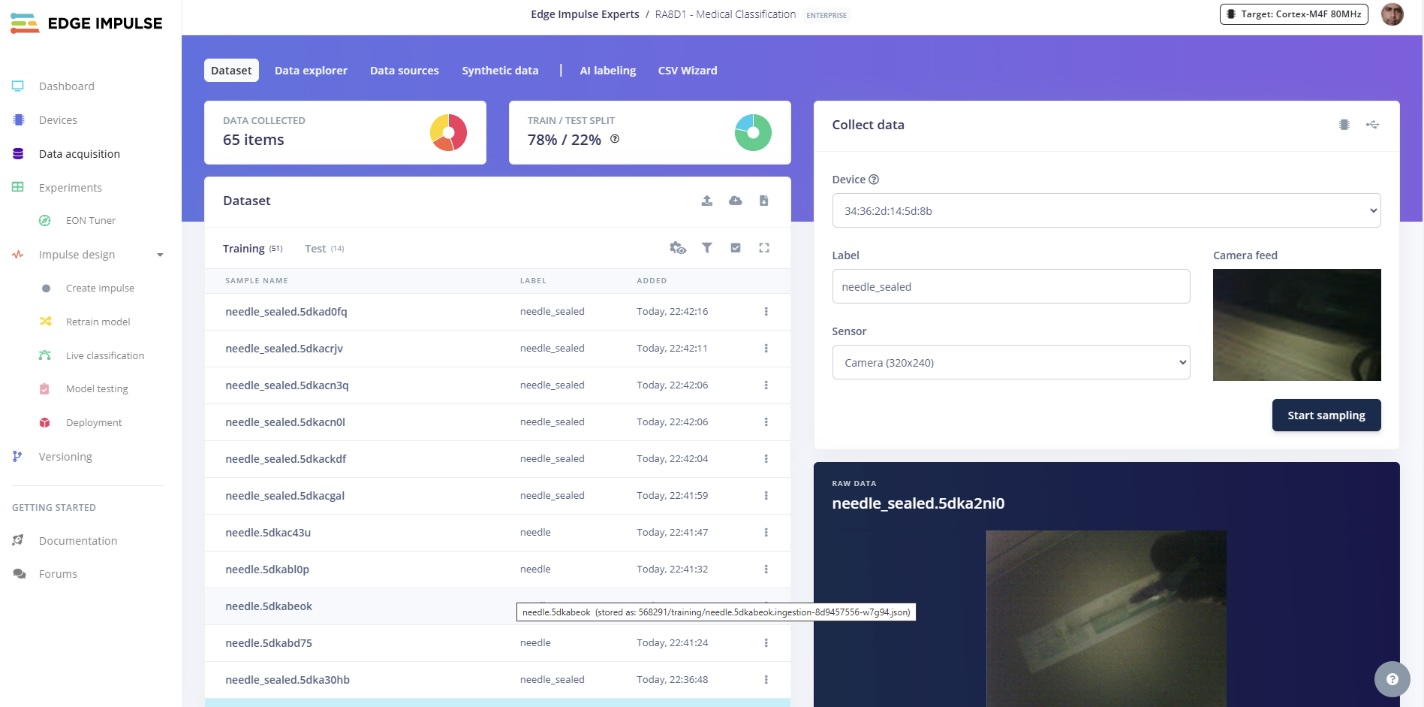 EDGE IMPULSE
Edge Impulse Experts / RA8D1 - Medical Classification ENTERPRISE
Target: Cortex-M4F 80MHz
Dashboard
Devices
Data acquisition
Experiments
EON Tuner
Impulse design
Create impulse
Retrain model
Live classification
Model testing
Deployment
Versioning
GETTING STARTED
Documentation
Forums
Dataset Data explorer Data sources Synthetic data | AI labeling CSV Wizard
DATA COLLECTED
65 items
TRAIN / TEST SPLIT
78% / 22%
Dataset
Training (51) Test (14)
SAMPLE NAME LABEL ADDED
needle_sealed.5dkad0fq needle_sealed Today, 22:42:16
needle_sealed.5dkacrjv needle_sealed Today, 22:42:11
needle_sealed.5dkacn3q needle_sealed Today, 22:42:06
needle_sealed.5dkacn0l needle_sealed Today, 22:42:06
needle_sealed.5dkackdf needle_sealed Today, 22:42:04
needle_sealed.5dkacgal needle_sealed Today, 22:41:59
needle.5dkac43u needle Today, 22:41:47
needle.5dkabl0p needle Today, 22:41:32
needle.5dkabeok
needle.5dkabeok (stored as: 568291/training/needle.5dkabeok.ingestion-8d9457556-w7g94.json)
needle.5dkabd75 needle Today, 22:41:24
needle_sealed.5dka30hb needle_sealed Today, 22:36:48
Collect data
Device
34:36:2d:14:5d:8b
Label
needle_sealed
Camera feed
Sensor
Camera (320x240)
Start sampling
RAW DATA
needle_sealed.5dka2ni0